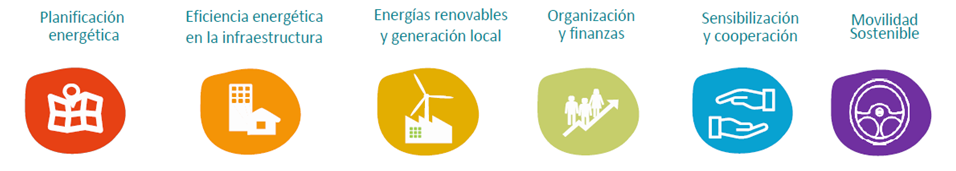 Planificación
energética
Eficiencia energética
en la infraestructura
Energías renovables
y generación local
Organización
y finanzas
Sensibilización
y cooperación
Movilidad
Sostenible